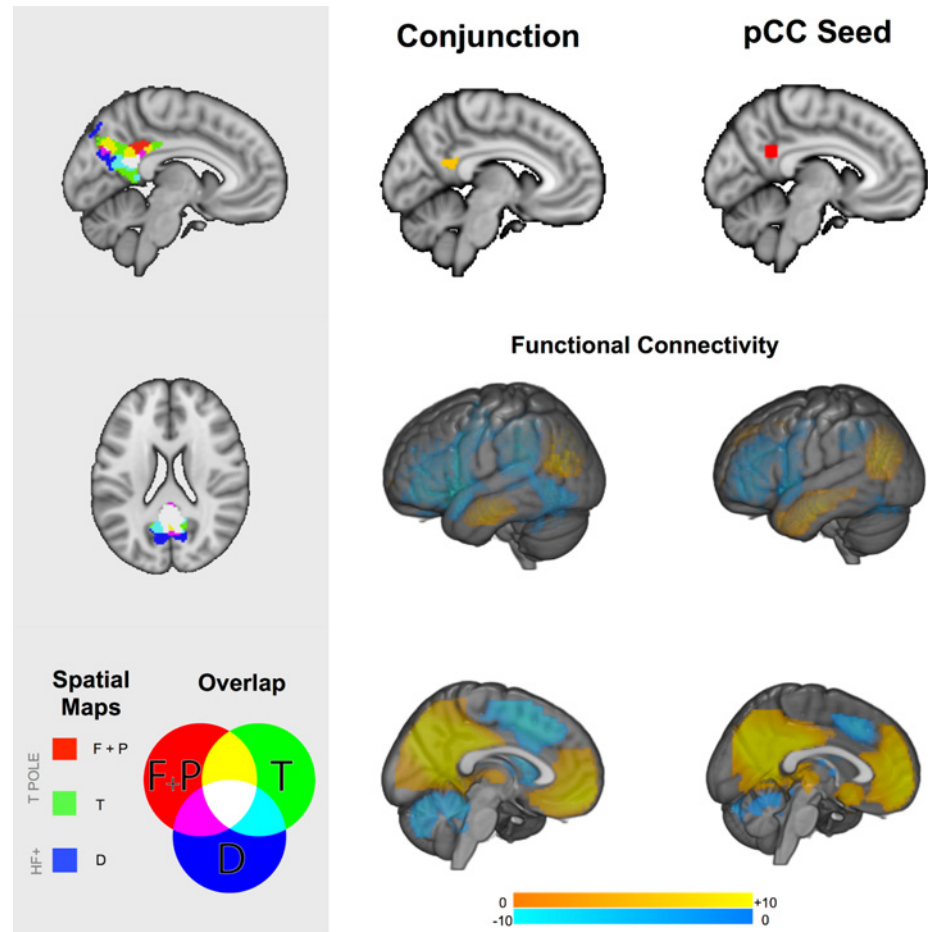 Conjunction
pCC Seed
Functional Connectivity
Spatial
Maps
Overlap
T POLE
HF+
F + P
T
D
F+P
T
D
0
+10
-10
0